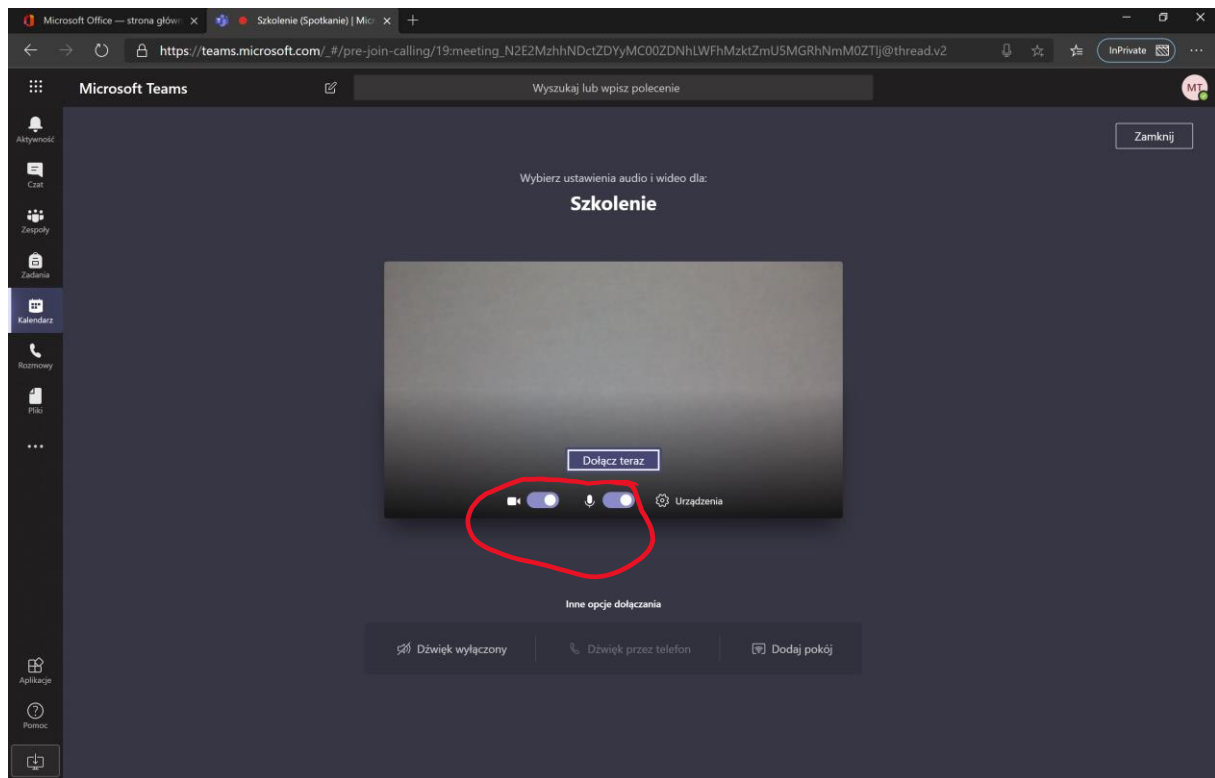 Microsoft Office — strona główn
Szkolenie (Spotkanie) | Micr
https://teams.microsoft.com/_#/pre-join-calling/19:meeting_N2E2MzhhNDctZDYyMC00ZDNhLWFhMzktZmU5MGRhNmM0ZTlj@thread.v2
InPrivate
Microsoft Teams
Wyszukaj lub wpisz polecenie
MT
Aktywność
Czat
Zespoły
Zadania
Kalendarz
Rozmowy
Pliki
Aplikacje
Pomoc
Zamknij
Wybierz ustawienia audio i wideo dla:
Szkolenie
Dołącz teraz
Urządzenia
Inne opcje dołączania
Dźwięk wyłączony
Dźwięk przez telefon
Dodaj pokój